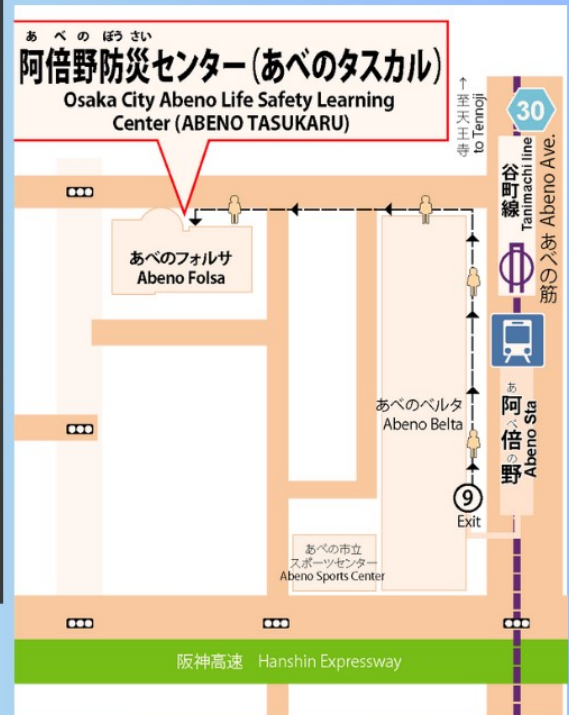 あ べ の ぼう さい
阿倍野防災センター(あべのタスカル)
Osaka City Abeno Life Safety Learning
Center (ABENO TASUKARU)
↑至天王寺
to Tennoji
30
谷町線
Tanimachi line
あべの筋 Abeno Ave.
あべのフォルサ
Abeno Folsa
あべのベルタ
Abeno Belta
あ べ の
阿倍野
Abeno Sta
9
Exit
あべの市立
スポーツセンター
Abeno Sports Center
阪神高速 Hanshin Expressway